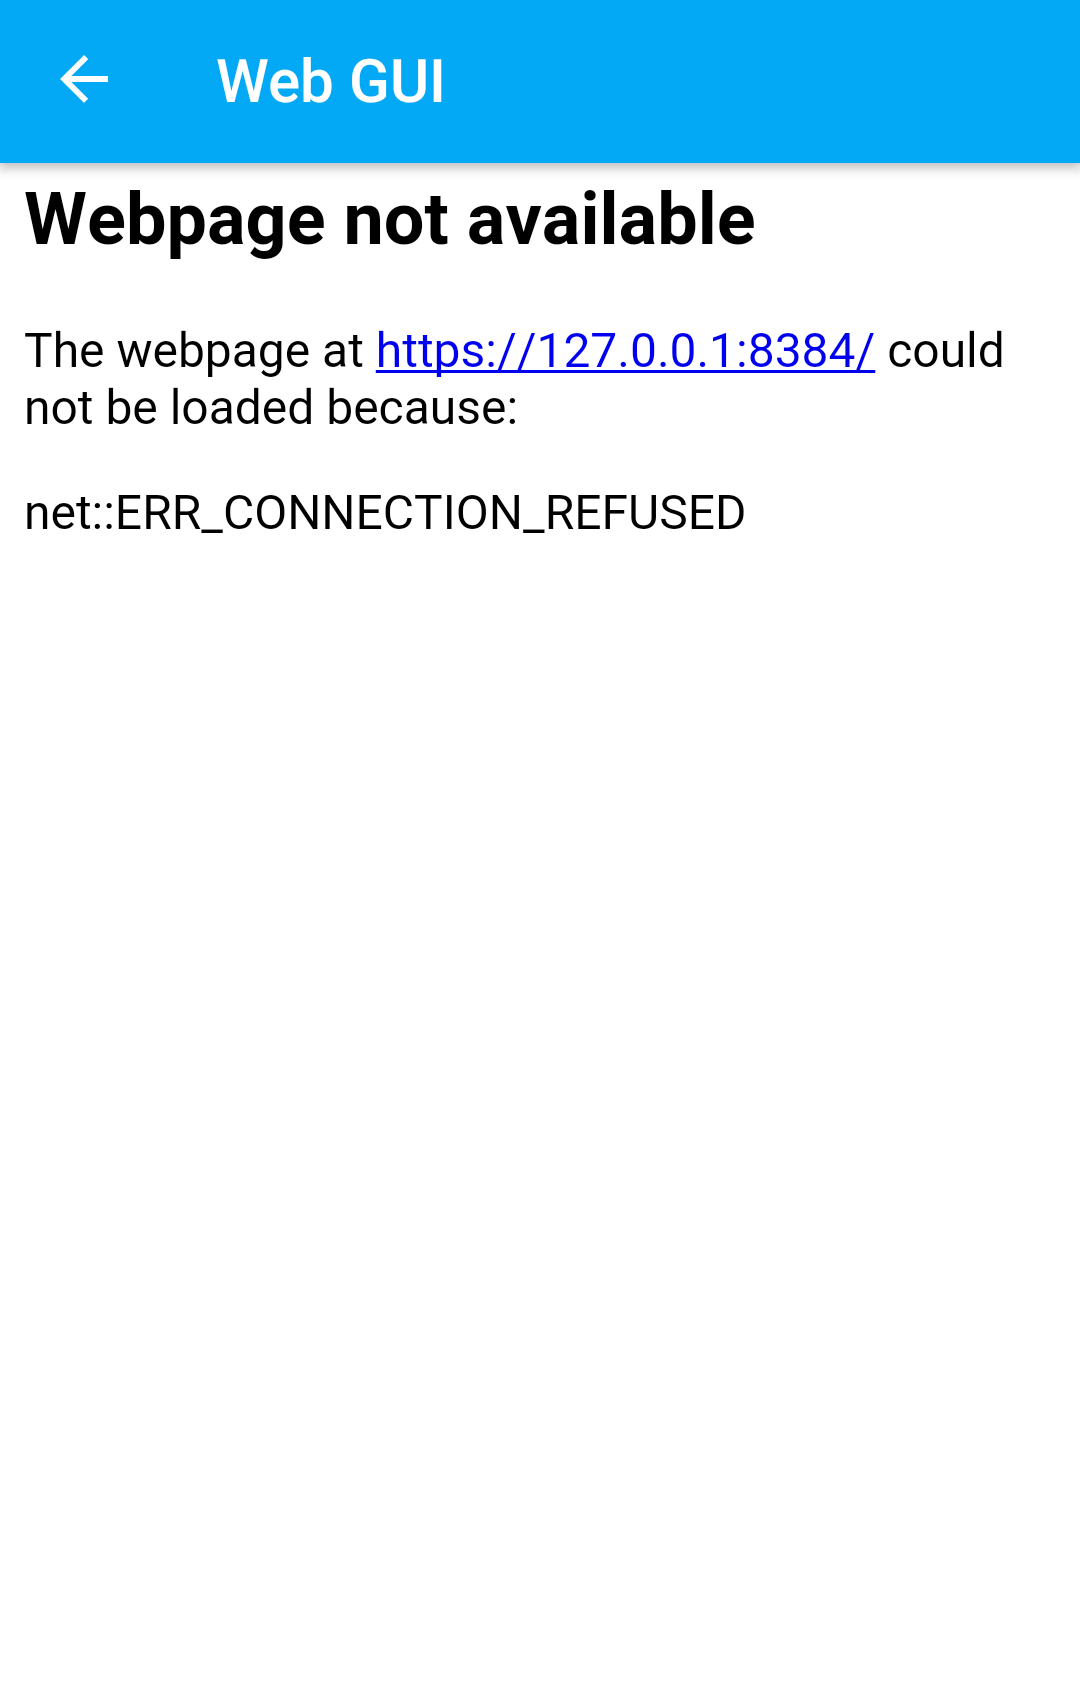 Web GUI
Webpage not available
The webpage at https://127.0.0.1:8384/ could
not be loaded because:
net::ERR_CONNECTION_REFUSED